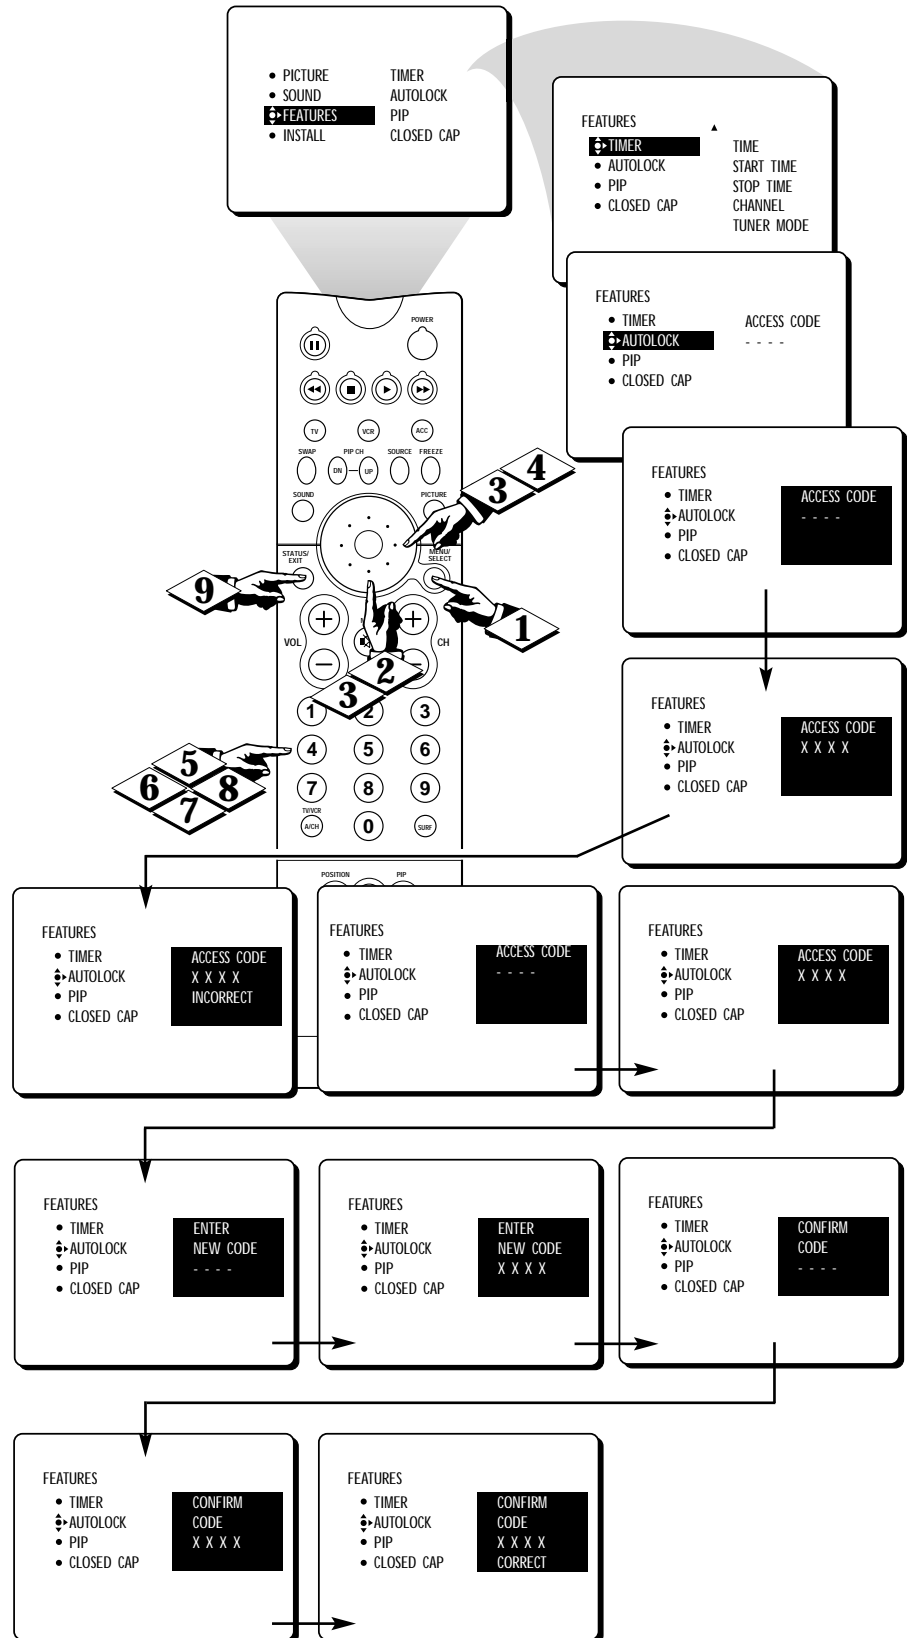 PICTURE TIMER
SOUND AUTOLOCK
FEATURES PIP
INSTALL CLOSED CAP
FEATURES
TIMER TIME
AUTOLOCK START TIME
PIP STOP TIME
CLOSED CAP CHANNEL
TUNER MODE
FEATURES
TIMER ACCESS CODE
AUTOLOCK - - - -
PIP
CLOSED CAP
FEATURES
TIMER ACCESS CODE
AUTOLOCK - - - -
PIP
CLOSED CAP
FEATURES
TIMER ACCESS CODE
AUTOLOCK X X X X
PIP
CLOSED CAP
POWER
TV VCR ACC
SWAP PIP CH SOURCE FREEZE
DN UP
SOUND PICTURE
4
3
STATUS/ EXIT
MENU/ SELECT
9
1
VOL CH
2
3
1 2 3
4 5 6
5
6 8
7
7 8 9
TV/VCR
A/CH 0 SURF
POSITION PIP
FEATURES
TIMER ACCESS CODE
AUTOLOCK X X X X
PIP INCORRECT
CLOSED CAP
FEATURES
TIMER ACCESS CODE
AUTOLOCK - - - -
PIP
CLOSED CAP
FEATURES
TIMER ACCESS CODE
AUTOLOCK X X X X
PIP
CLOSED CAP
FEATURES
TIMER ENTER
AUTOLOCK NEW CODE
PIP - - - -
CLOSED CAP
FEATURES
TIMER ENTER
AUTOLOCK NEW CODE
PIP X X X X
CLOSED CAP
FEATURES
TIMER CONFIRM
AUTOLOCK CODE
PIP - - - -
CLOSED CAP
FEATURES
TIMER CONFIRM
AUTOLOCK CODE
PIP X X X X
CLOSED CAP
FEATURES
TIMER CONFIRM
AUTOLOCK CODE
PIP X X X X
CLOSED CAP CORRECT